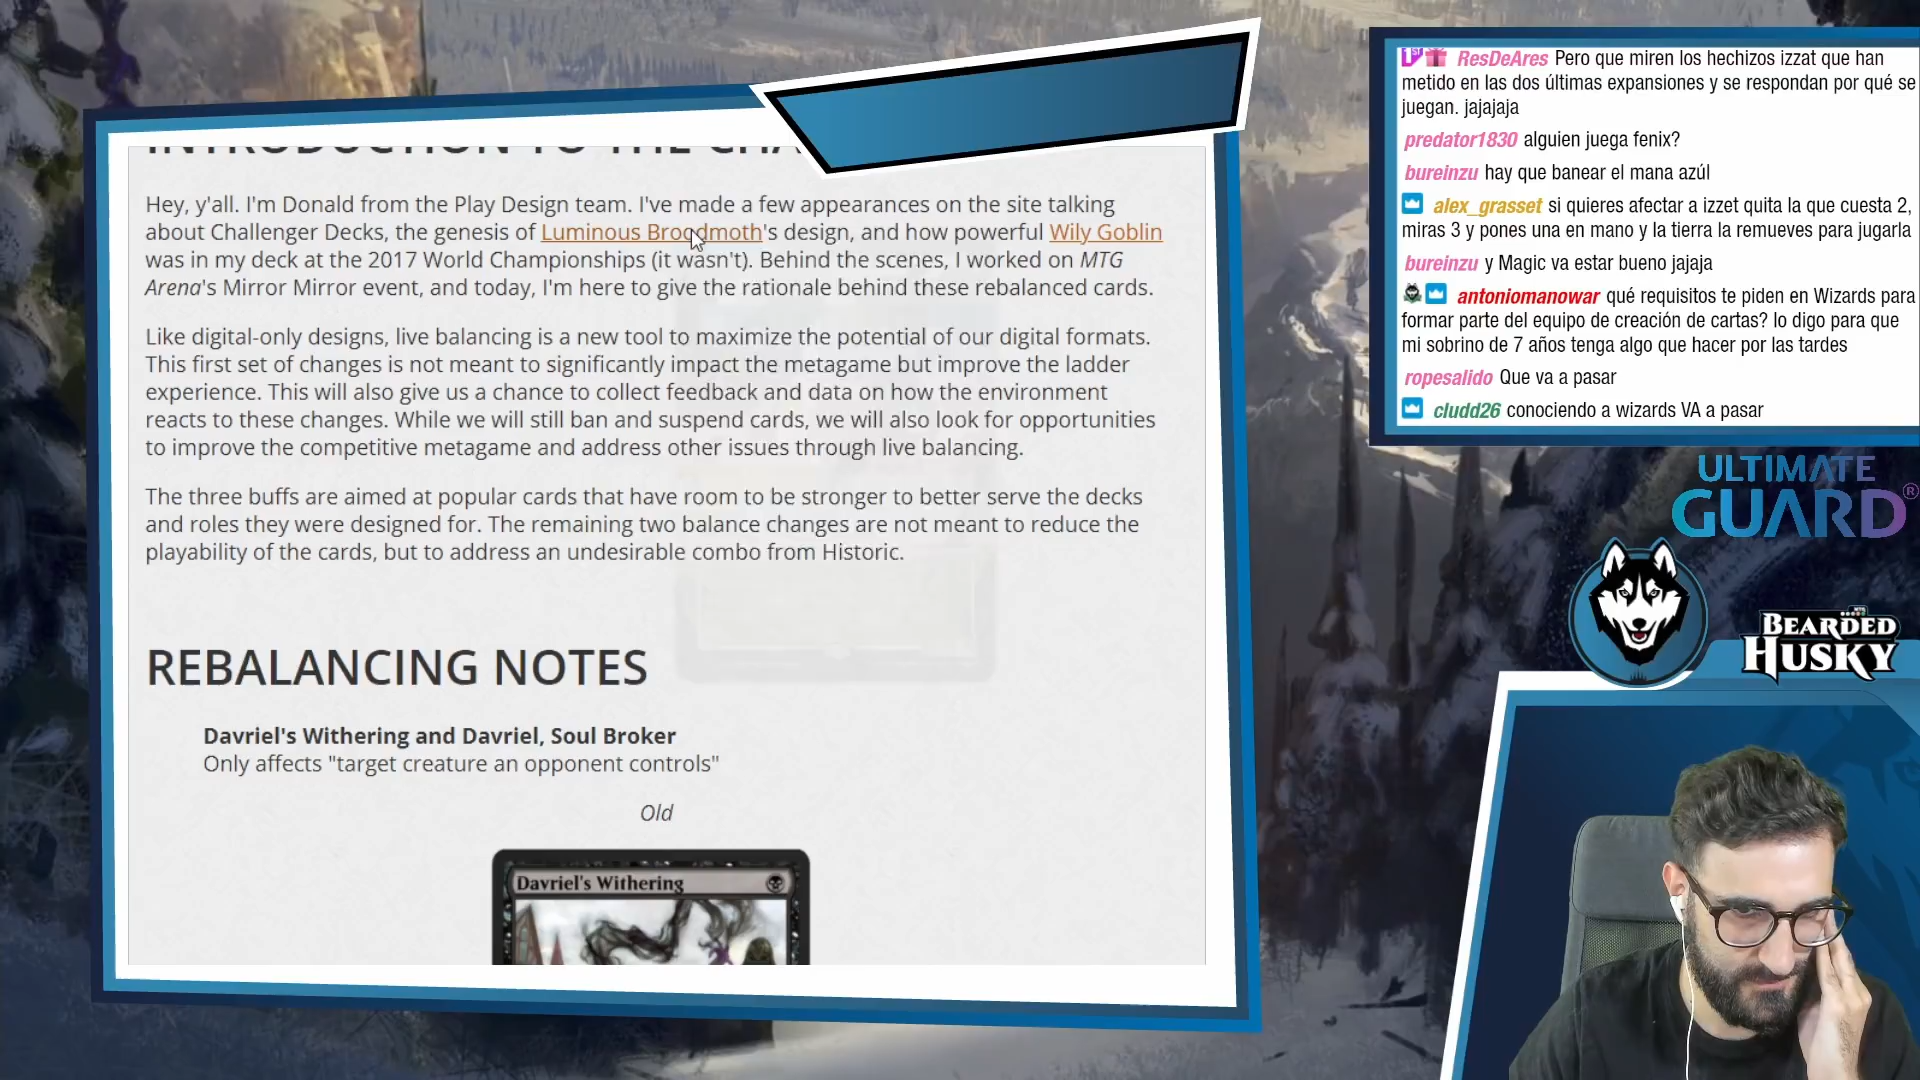 INTRODUCTION TO THE CHA
Hey, y'all. I'm Donald from the Play Design team. I've made a few appearances on the site talking
about Challenger Decks, the genesis of Luminous Broodmoth's design, and how powerful Wily Goblin
was in my deck at the 2017 World Championships (it wasn't). Behind the scenes, I worked on MTG
Arena's Mirror Mirror event, and today, I'm here to give the rationale behind these rebalanced cards.
Like digital-only designs, live balancing is a new tool to maximize the potential of our digital formats.
This first set of changes is not meant to significantly impact the metagame but improve the ladder
experience. This will also give us a chance to collect feedback and data on how the environment
reacts to these changes. While we will still ban and suspend cards, we will also look for opportunities
to improve the competitive metagame and address other issues through live balancing.
The three buffs are aimed at popular cards that have room to be stronger to better serve the decks
and roles they were designed for. The remaining two balance changes are not meant to reduce the
playability of the cards, but to address an undesirable combo from Historic.
REBALANCING NOTES
Davriel's Withering and Davriel, Soul Broker
Only affects "target creature an opponent controls"
Old
Davriel's Withering
ResDeAres Pero que miren los hechizos izzat que han
metido en las dos últimas expansiones y se respondan por qué se
juegan. jajajaja
predator1830 alguien juega fenix?
bureinzu hay que banear el mana azúl
alex_grasset si quieres afectar a izzet quita la que cuesta 2,
miras 3 y pones una en mano y la tierra la remueves para jugarla
bureinzu y Magic va estar bueno jajaja
antoniomanowar qué requisitos te piden en Wizards para
formar parte del equipo de creación de cartas? lo digo para que
mi sobrino de 7 años tenga algo que hacer por las tardes
ropesalido Que va a pasar
cludd26 conociendo a wizards VA a pasar
ULTIMATE
GUARD®
BEARDED
HUSKY